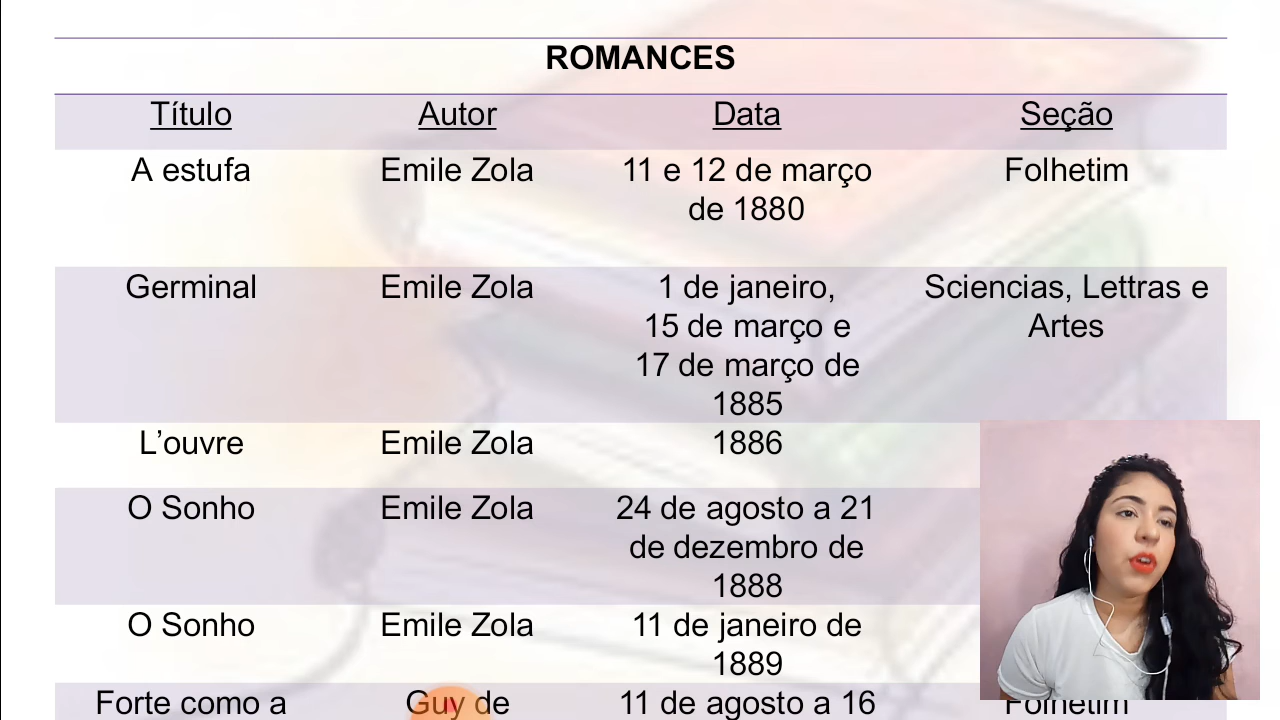 ROMANCES
Título Autor Data Seção
A estufa Emile Zola 11 e 12 de março Folhetim
de 1880
Germinal Emile Zola 1 de janeiro, Sciencias, Lettras e
15 de março e Artes
17 de março de
1885
L’ouvre Emile Zola 1886
O Sonho Emile Zola 24 de agosto a 21
de dezembro de
1888
O Sonho Emile Zola 11 de janeiro de
1889
Forte como a Guy de 11 de agosto a 16 Folhetim